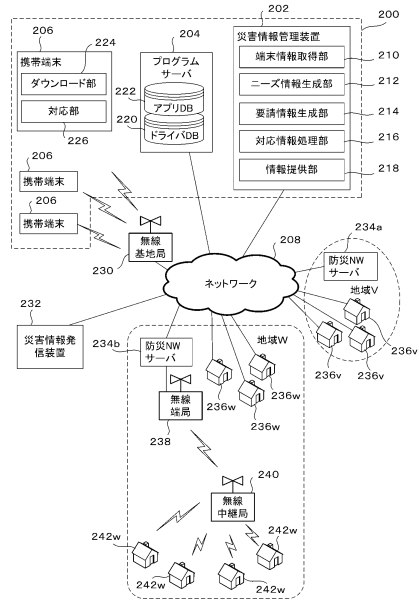 200
202
災害情報管理装置
端末情報取得部
210
ニーズ情報生成部
212
要請情報生成部
214
対応情報処理部
216
情報提供部
218
204
プログラム
サーバ
222
アプリDB
220
ドライバDB
206
携帯端末
224
ダウンロード部
対応部
226
206
携帯端末
206
携帯端末
無線
基地局
230
208
ネットワーク
232
災害情報発
信装置
234a
防災NW
サーバ
地域V
236v
236v
236v
234b
防災NW
サーバ
地域W
236w
236w
236w
無線
端局
238
240
無線
中継局
242w
242w
242w
242w